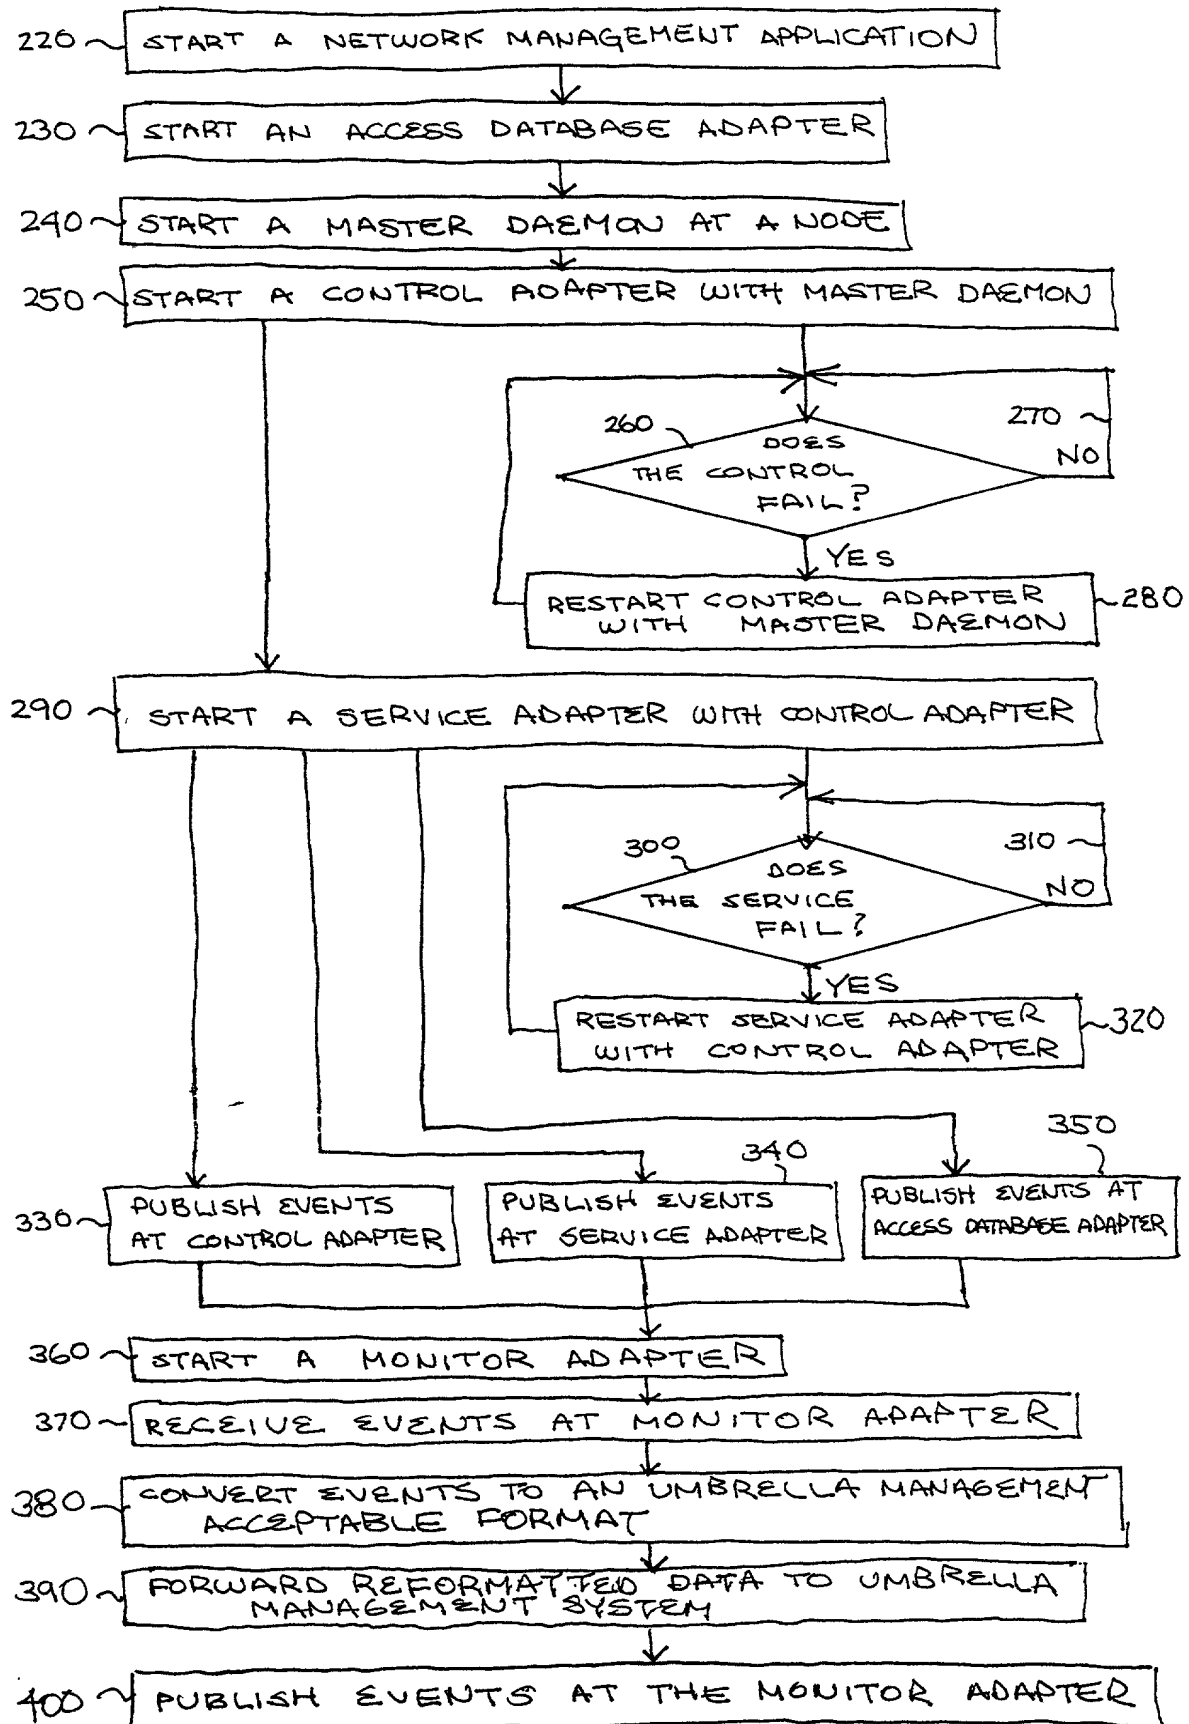 220 START A NETWORK MANAGEMENT APPLICATION
230 START AN ACCESS DATABASE ADAPTER
240 START A MASTER DAEMON AT A NODE
250 START A CONTROL ADAPTER WITH MASTER DAEMON
260
270
DOES
THE CONTROL
FAIL?
NO
YES
RESTART CONTROL ADAPTER
WITH MASTER DAEMON
280
290 START A SERVICE ADAPTER WITH CONTROL ADAPTER
300
310
DOES
THE SERVICE
FAIL?
NO
YES
RESTART SERVICE ADAPTER
WITH CONTROL ADAPTER
320
330
PUBLISH EVENTS
AT CONTROL ADAPTER
340
PUBLISH EVENTS
AT SERVICE ADAPTER
350
PUBLISH EVENTS AT
ACCESS DATABASE ADAPTER
360 START A MONITOR ADAPTER
370 RECEIVE EVENTS AT MONITOR ADAPTER
380 CONVERT EVENTS TO AN UMBRELLA MANAGEMENT
ACCEPTABLE FORMAT
390 FORWARD REFORMATTED DATA TO UMBRELLA
MANAGEMENT SYSTEM
400 PUBLISH EVENTS AT THE MONITOR ADAPTER